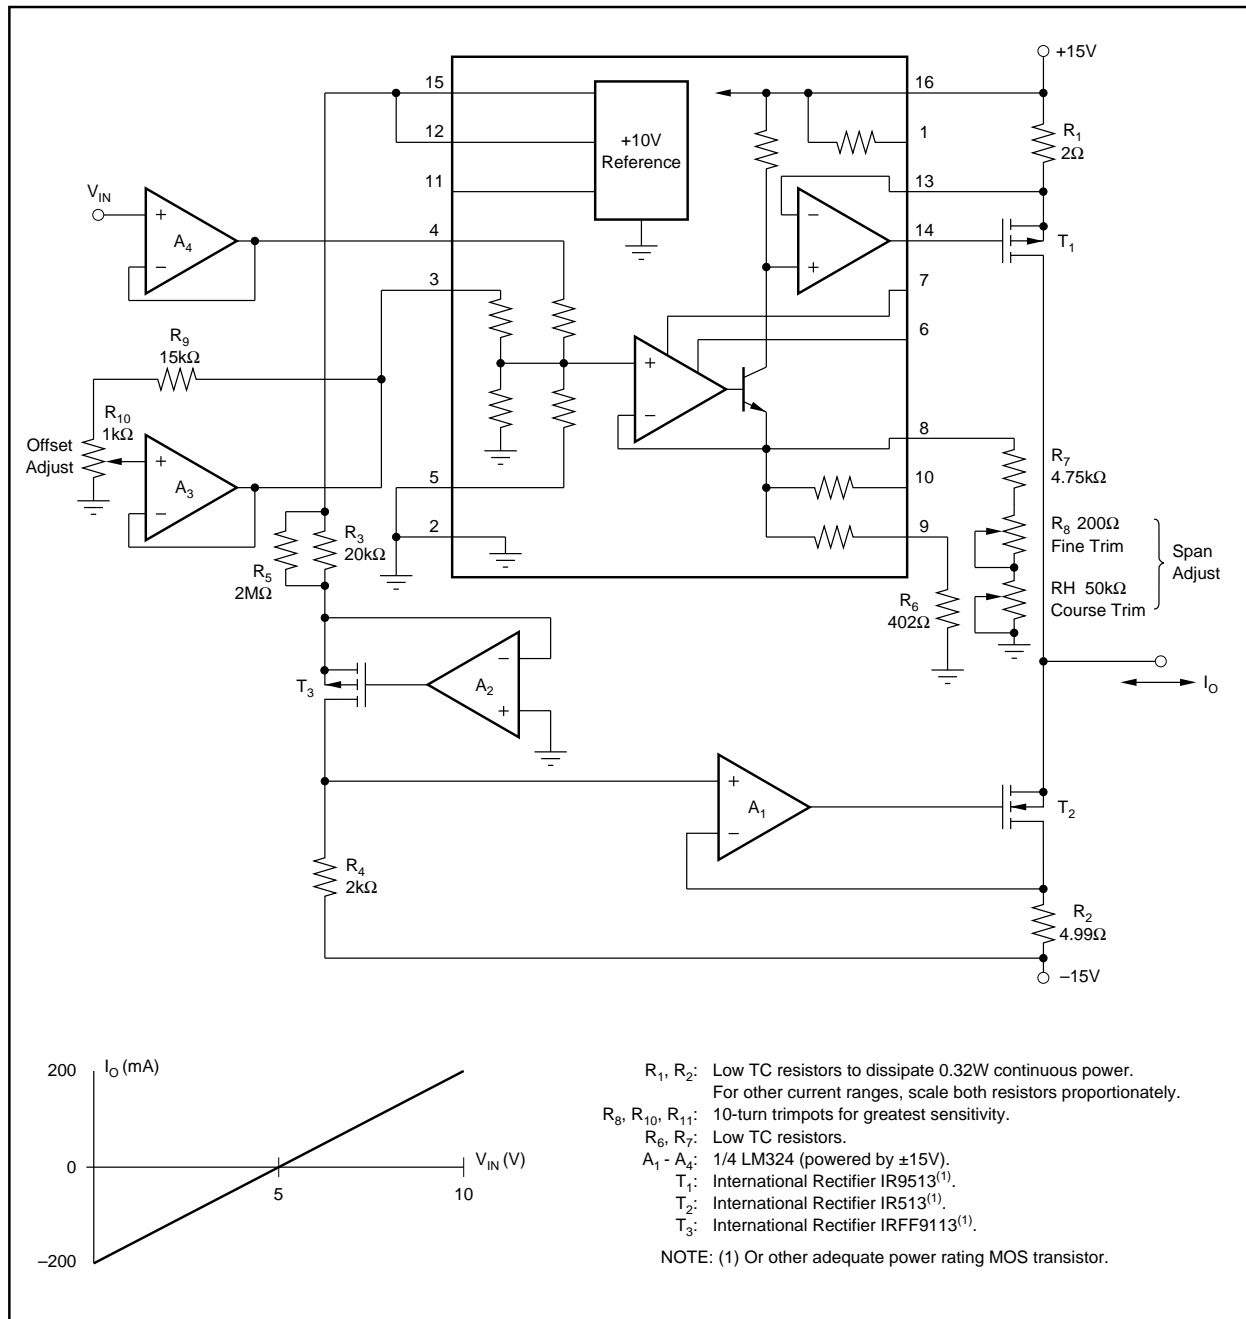 +15V
15
16
12
+10V
Reference
1
R1
2Ω
11
13
VIN
+
A4
–
4
–
+
14
T1
3
7
6
R9
15kΩ
R10
1kΩ
Offset
Adjust
+
A3
–
+
–
8
R7
4.75kΩ
5
10
R3
20kΩ
2
9
R8 200Ω
Fine Trim
Span
Adjust
R5
2MΩ
RH 50kΩ
Course Trim
R6
402Ω
T3
–
A2
+
IO
+
A1
–
T2
R4
2kΩ
R2
4.99Ω
–15V
IO (mA)
200
0
–200
VIN (V)
5
10
R1, R2: Low TC resistors to dissipate 0.32W continuous power.
For other current ranges, scale both resistors proportionately.
R8, R10, R11: 10-turn trimpots for greatest sensitivity.
R6, R7: Low TC resistors.
A1 - A4: 1/4 LM324 (powered by ±15V).
T1: International Rectifier IR9513(1).
T2: International Rectifier IR513(1).
T3: International Rectifier IRFF9113(1).
NOTE: (1) Or other adequate power rating MOS transistor.